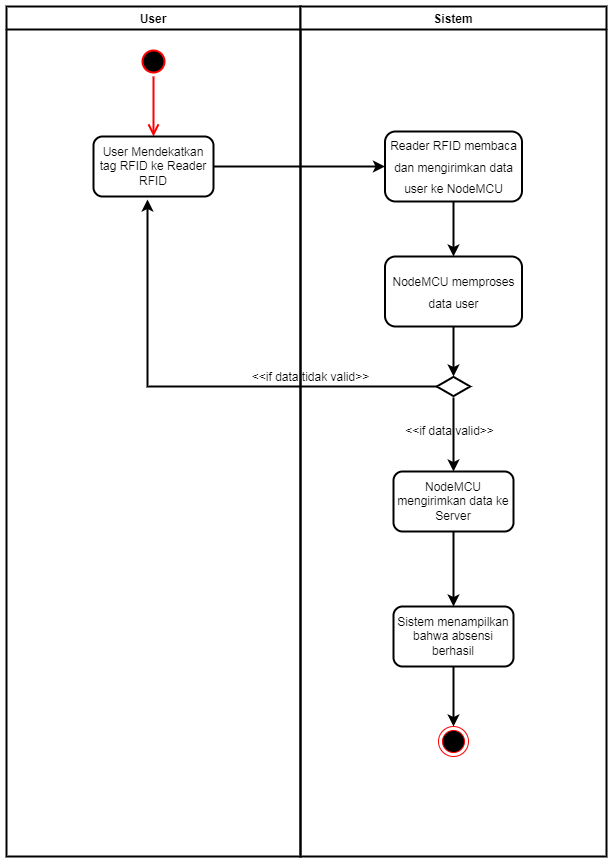 User
Sistem
User Mendekatkan
tag RFID ke Reader
RFID
Reader RFID membaca
dan mengirimkan data
user ke NodeMCU
NodeMCU memproses
data user
<<if data tidak valid>>
<<if data valid>>
NodeMCU
mengirimkan data ke
Server
Sistem menampilkan
bahwa absensi
berhasil